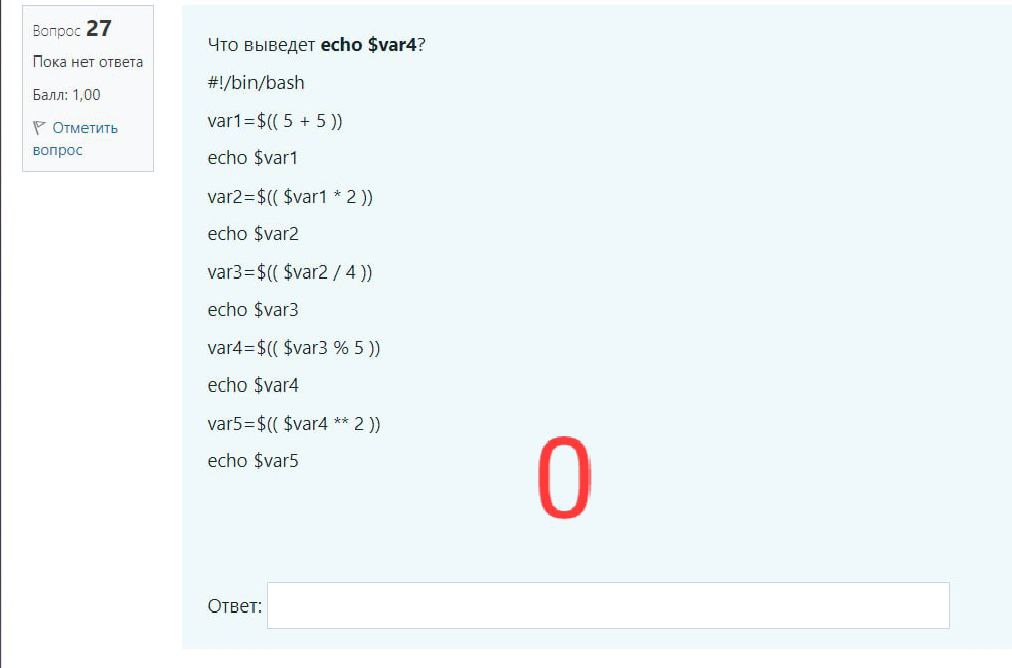 Вопрос 27
Пока нет ответа
Балл: 1,00
Отметить
вопрос
Что выведет echo $var4?
#!/bin/bash
var1=$(( 5 + 5 ))
echo $var1
var2=$(( $var1 * 2 ))
echo $var2
var3=$(( $var2 / 4 ))
echo $var3
var4=$(( $var3 % 5 ))
echo $var4
var5=$(( $var4 ** 2 ))
echo $var5
0
Ответ: